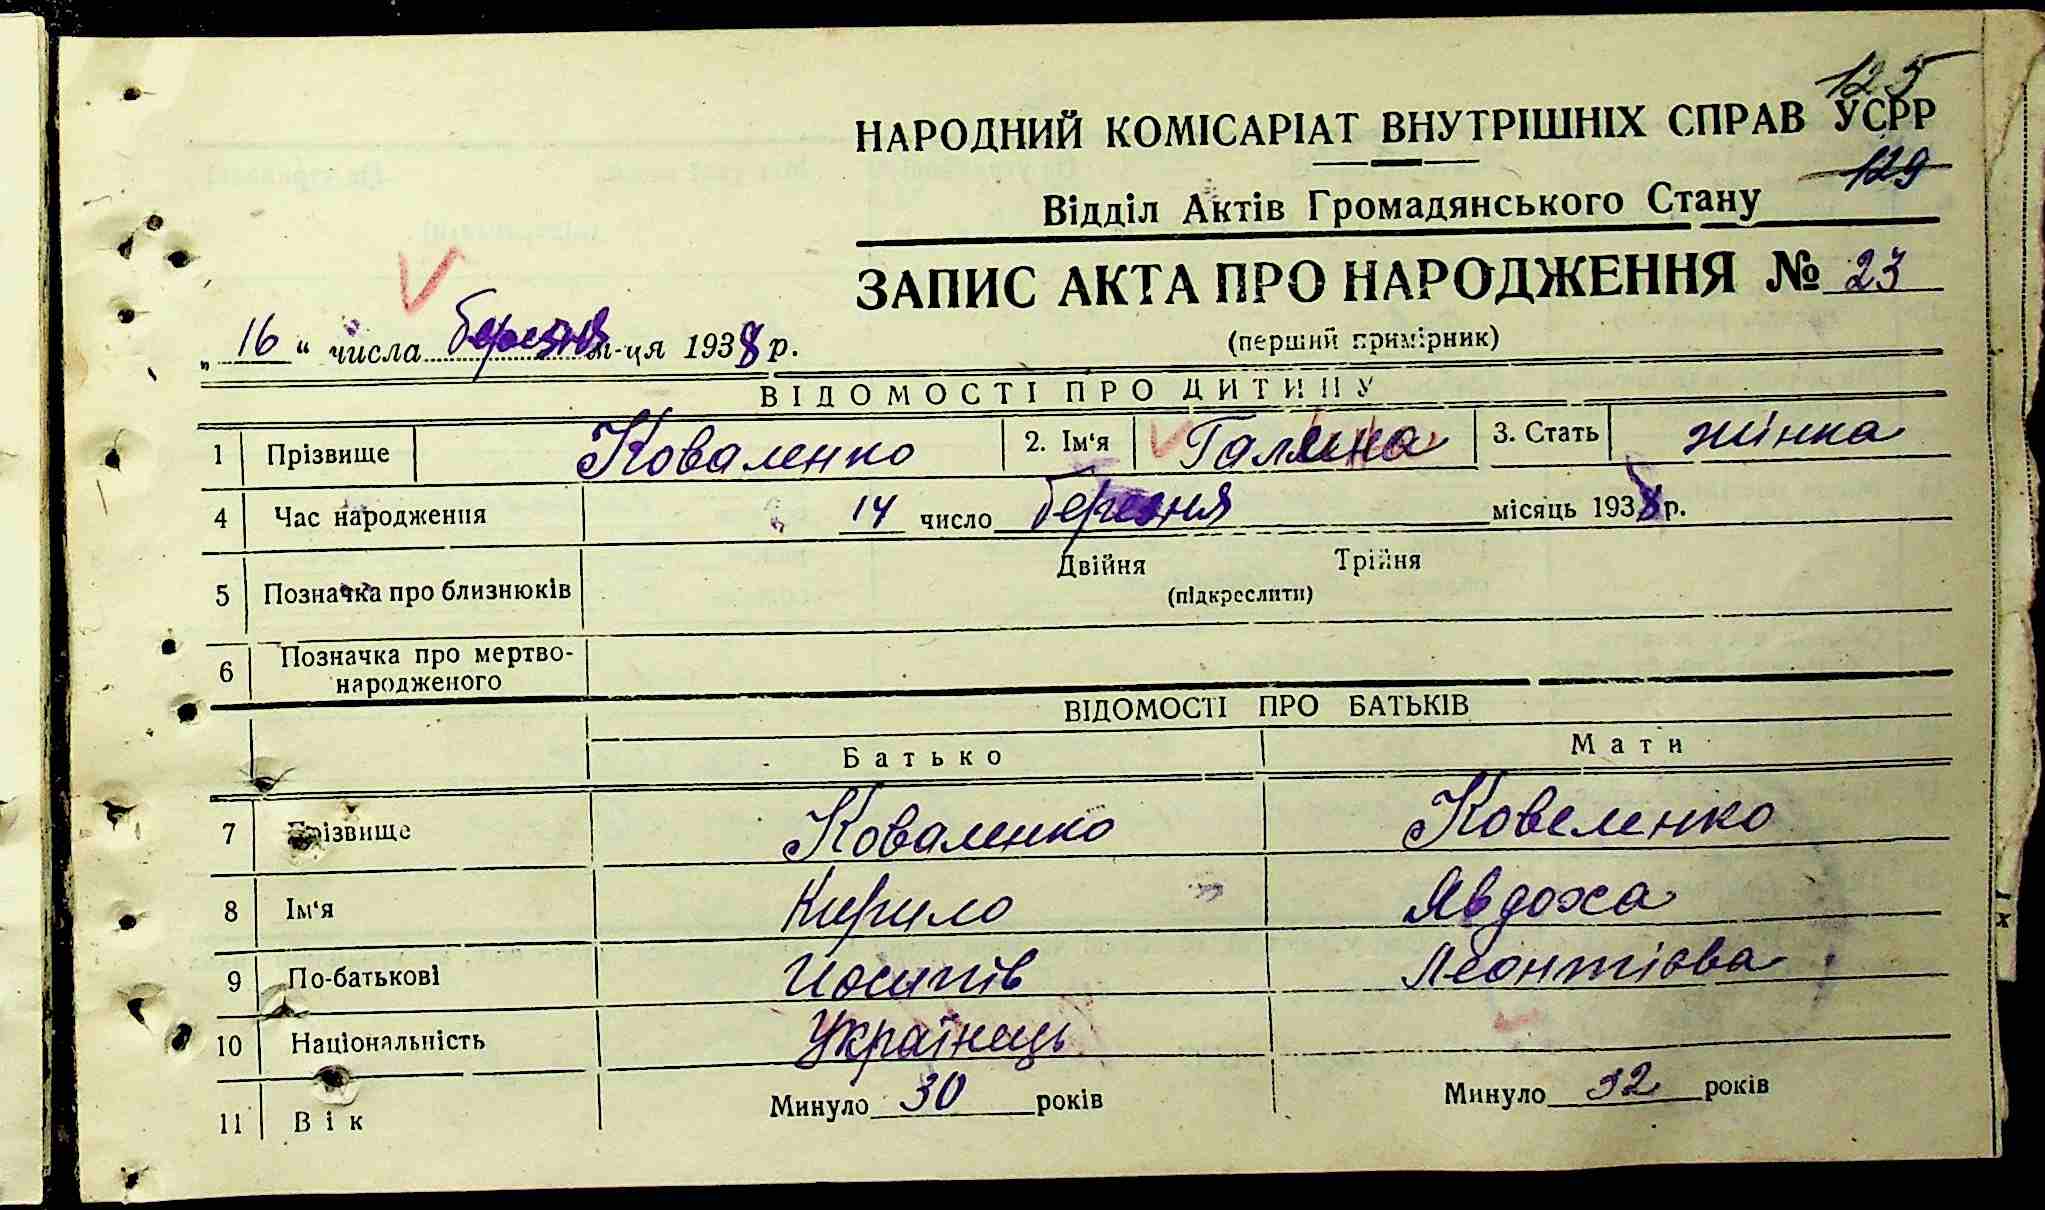 125
НАРОДНИЙ КОМІСАРІАТ ВНУТРІШНІХ СПРАВ УСРР
129
Відділ Актів Громадянського Стану
ЗАПИС АКТА ПРО НАРОДЖЕННЯ № 23
(перший примірник)
„ 16 “ числа березня м-ця 1938 р.
ВІДОМОСТІ ПРО ДИТИНУ
1 Прізвище Коваленко 2. Ім‘я Галина 3. Стать жінка
4 Час народження 14 число березня місяць 1938 р.
5 Позначка про близнюків Двійня Трійня
(підкреслити)
6 Позначка про мертво-
народженого
ВІДОМОСТІ ПРО БАТЬКІВ
Батько Мати
7 Прізвище Коваленко Ковеленко
8 Ім‘я Кирило Явдоха
9 По-батькові Йосипів Леонтієва
10 Національність Українець
11 Вік Минуло 30 років Минуло 32 років